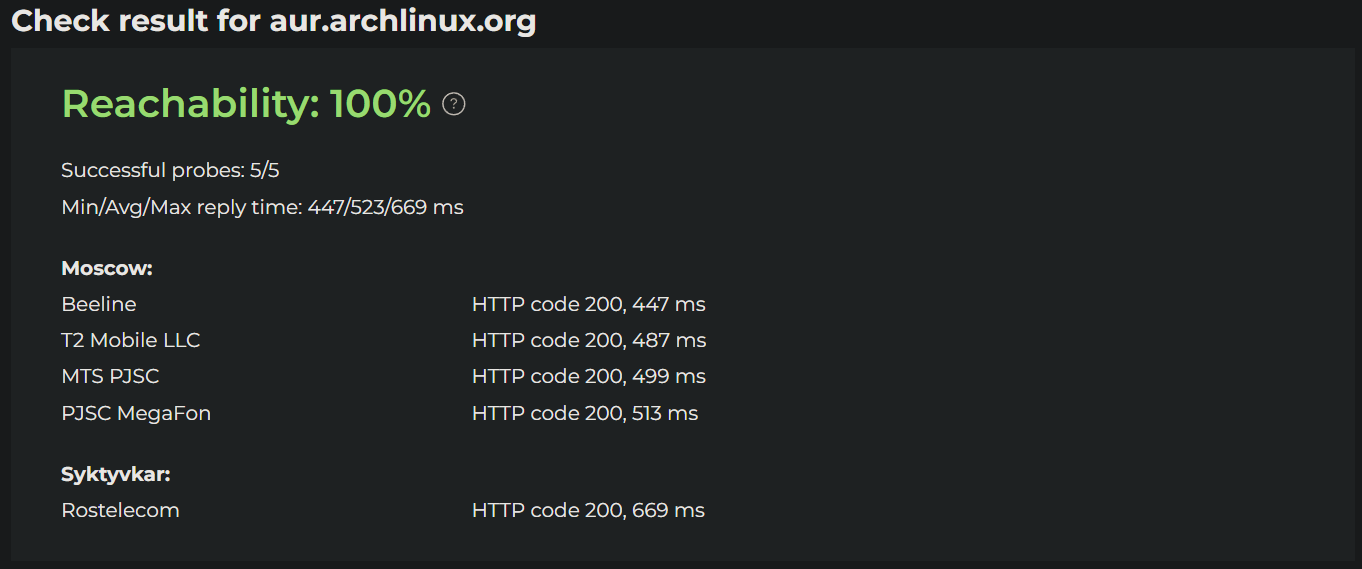 Check result for aur.archlinux.org
Reachability: 100% ?
Successful probes: 5/5
Min/Avg/Max reply time: 447/523/669 ms
Moscow:
Beeline HTTP code 200, 447 ms
T2 Mobile LLC HTTP code 200, 487 ms
MTS PJSC HTTP code 200, 499 ms
PJSC MegaFon HTTP code 200, 513 ms
Syktyvkar:
Rostelecom HTTP code 200, 669 ms